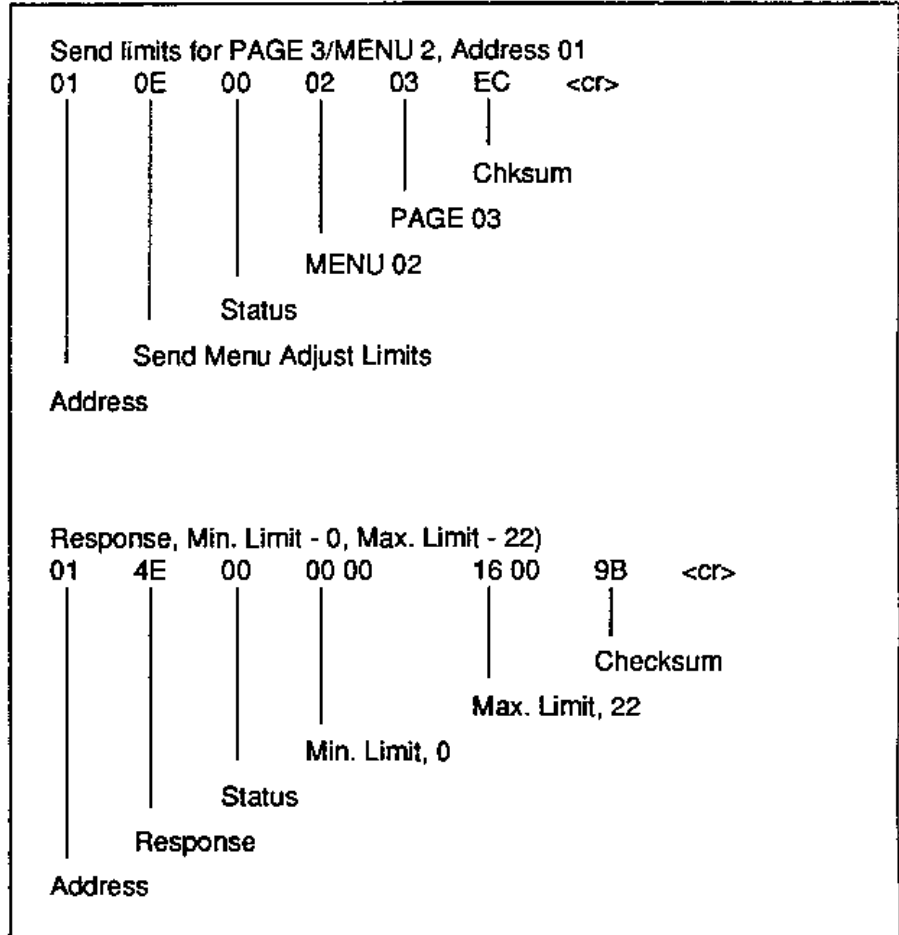 Send limits for PAGE 3/MENU 2, Address 01
01 0E 00 02 03 EC <cr>
Chksum
PAGE 03
MENU 02
Status
Send Menu Adjust Limits
Address
Response, Min. Limit - 0, Max. Limit - 22)
01 4E 00 00 00 16 00 9B <cr>
Checksum
Max. Limit, 22
Min. Limit, 0
Status
Response
Address